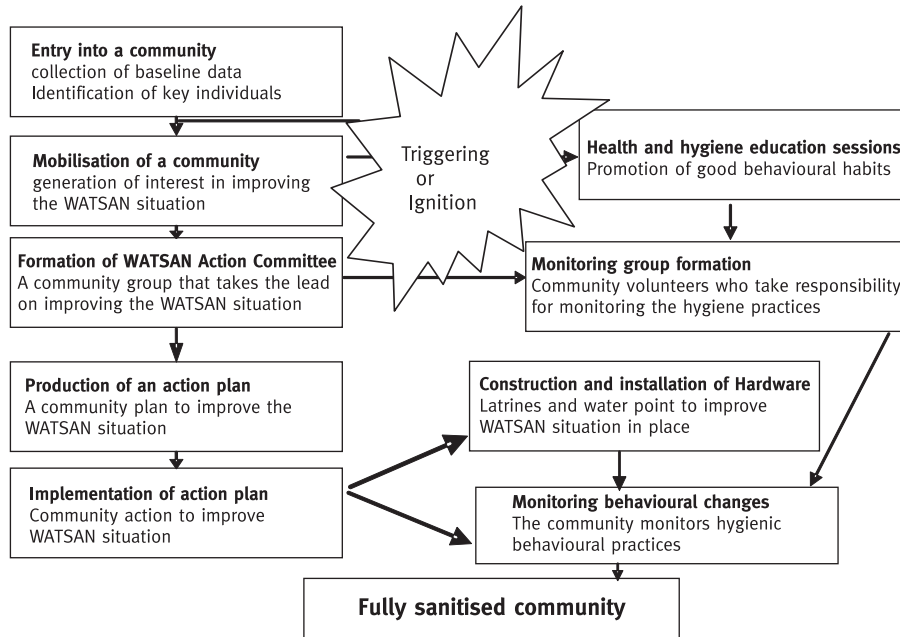 Entry into a community
collection of baseline data
Identification of key individuals
Mobilisation of a community
generation of interest in improving
the WATSAN situation
Triggering
or
Ignition
Health and hygiene education sessions
Promotion of good behavioural habits
Formation of WATSAN Action Committee
A community group that takes the lead
on improving the WATSAN situation
Monitoring group formation
Community volunteers who take responsibility
for monitoring the hygiene practices
Production of an action plan
A community plan to improve the
WATSAN situation
Construction and installation of Hardware
Latrines and water point to improve
WATSAN situation in place
Implementation of action plan
Community action to improve
WATSAN situation
Monitoring behavioural changes
The community monitors hygienic
behavioural practices
Fully sanitised community